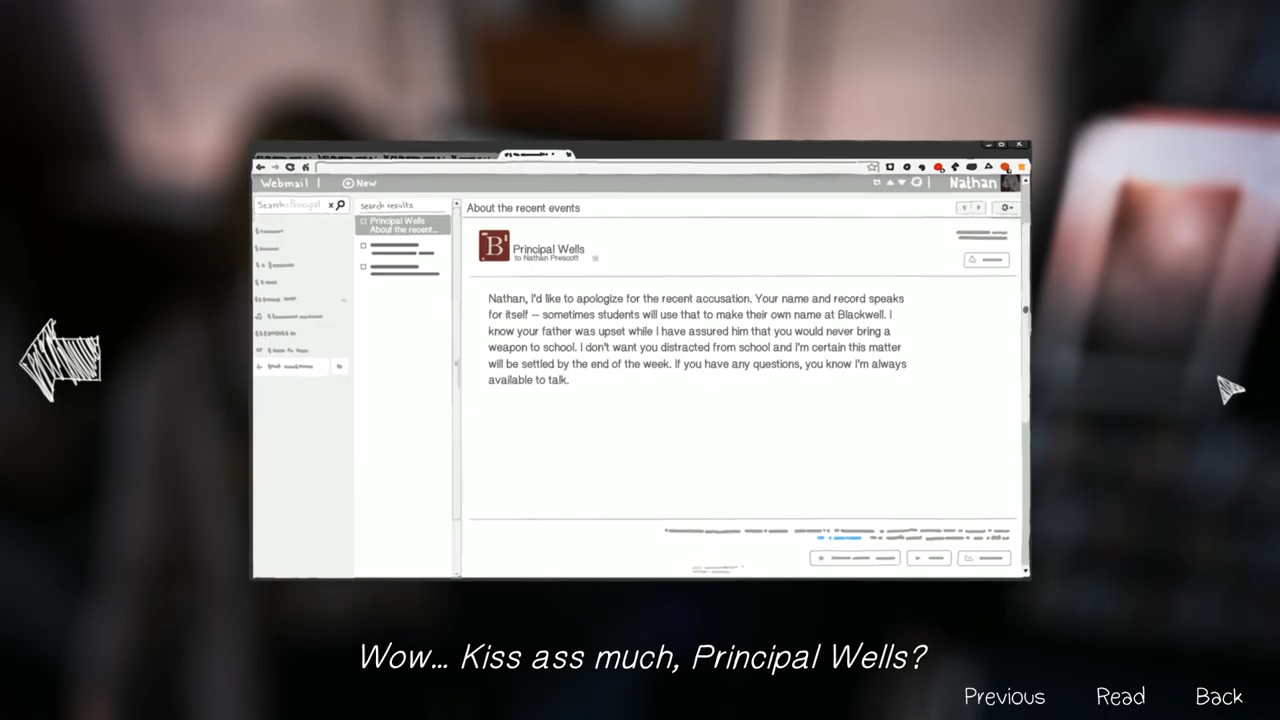 Webmail | New
Nathan
Search: Principal x
search results
Principal Wells
About the recent...
About the recent events
B
Principal Wells
to Nathan Prescott
Nathan, I'd like to apologize for the recent accusation. Your name and record speaks
for itself – sometimes students will use that to make their own name at Blackwell. I
know your father was upset while I have assured him that you would never bring a
weapon to school. I don't want you distracted from school and I'm certain this matter
will be settled by the end of the week. If you have any questions, you know I'm always
available to talk.
Wow... Kiss ass much, Principal Wells?
Previous Read Back